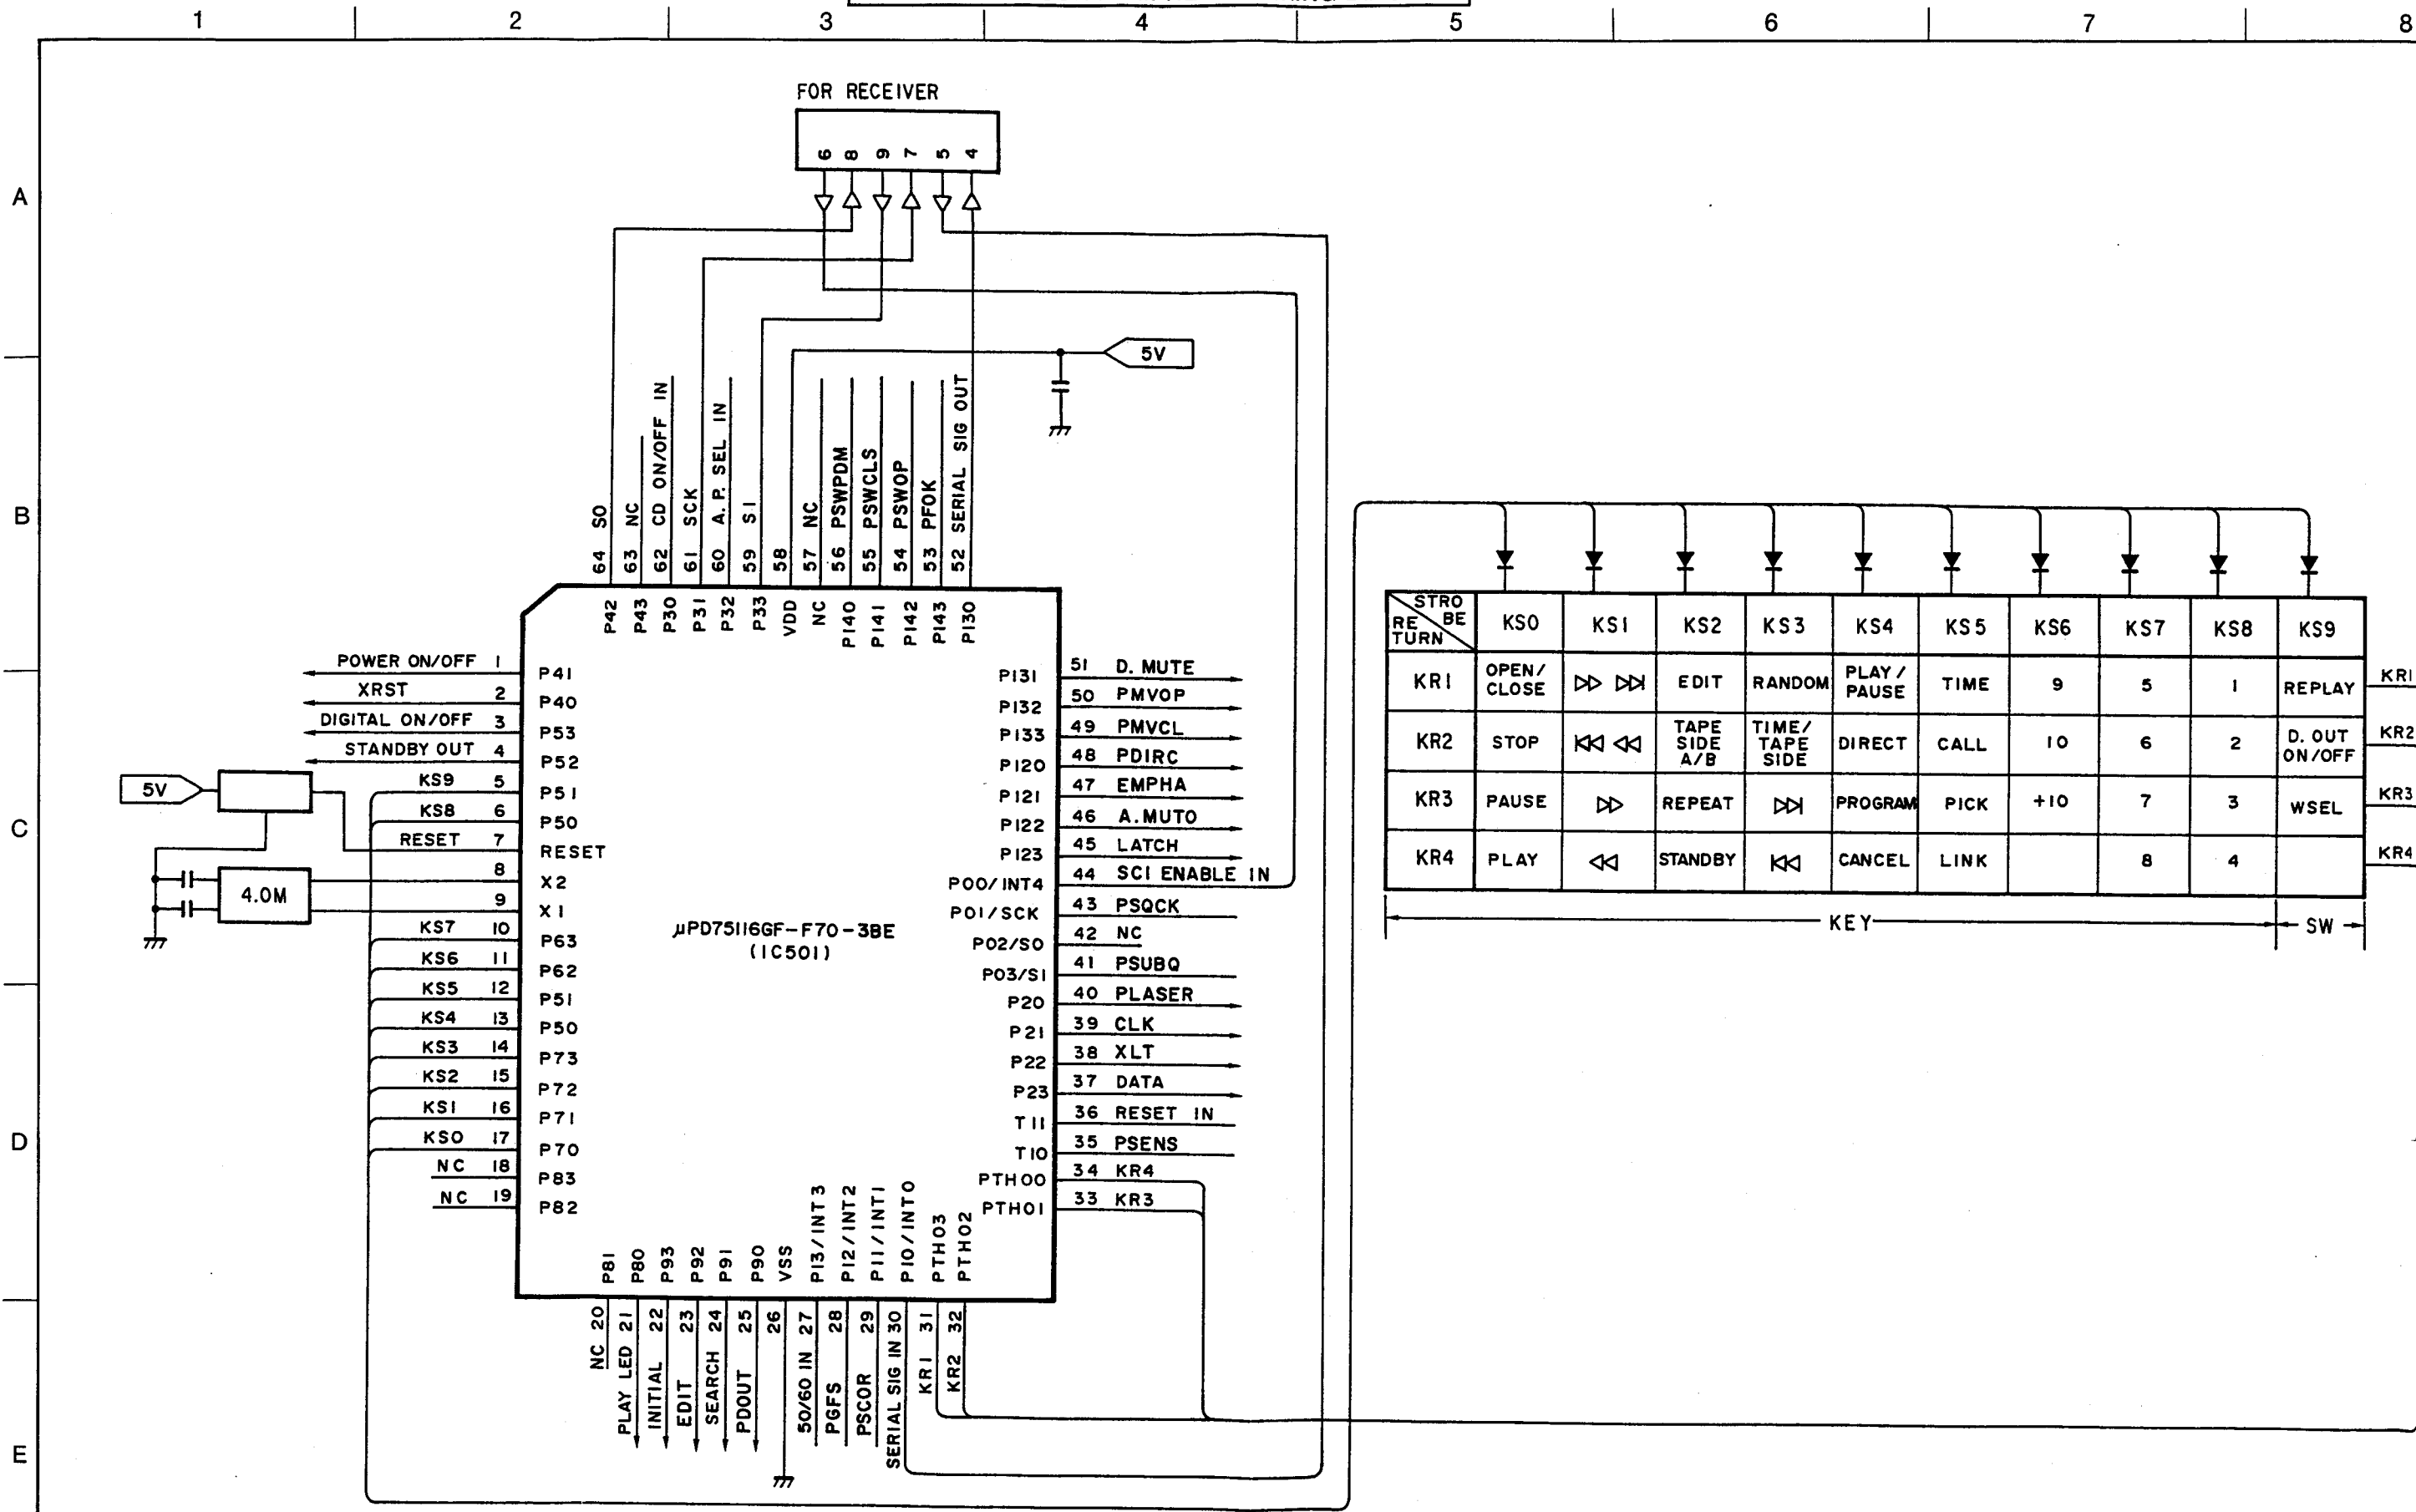 1 2 3 4 5 6 7 8
A
B
C
D
E
FOR RECEIVER
6 8 9 7 5 4
5V
64 SO
63 NC
62 CD ON/OFF IN
61 SCK
60 A. P. SEL IN
59 SI
58
57 NC
56 PSWPDM
55 PSWCLS
54 PSWOP
53 PFOK
52 SERIAL SIG OUT
P42
P43
P30
P31
P32
P33
VDD
NC
P140
P141
P142
P143
P130
POWER ON/OFF 1 P41
XRST 2 P40
DIGITAL ON/OFF 3 P53
STANDBY OUT 4 P52
KS9 5 P51
KS8 6 P50
RESET 7 RESET
8 X2
9 X1
KS7 10 P63
KS6 11 P62
KS5 12 P51
KS4 13 P50
KS3 14 P73
KS2 15 P72
KS1 16 P71
KS0 17 P70
NC 18 P83
NC 19 P82
5V
4.0M
μPD75116GF-F70-3BE
(IC501)
P131 51 D. MUTE
P132 50 PMVOP
P133 49 PMVCL
P120 48 PDIRC
P121 47 EMPHA
P122 46 A.MUTO
P123 45 LATCH
P00/INT4 44 SCI ENABLE IN
P01/SCK 43 PSQCK
P02/SO 42 NC
P03/SI 41 PSUBQ
P20 40 PLASER
P21 39 CLK
P22 38 XLT
P23 37 DATA
T11 36 RESET IN
T10 35 PSENS
PTH00 34 KR4
PTH01 33 KR3
P81
P80
P93
P92
P91
P90
VSS
P13/INT3
P12/INT2
P11/INT1
P10/INT0
PTH03
PTH02
NC 20
PLAY LED 21
INITIAL 22
EDIT 23
SEARCH 24
PDOUT 25
26
50/60 IN 27
PGFS 28
PSCOR 29
SERIAL SIG IN 30
KR1 31
KR2 32
STRO BE RE TURN KS0 KS1 KS2 KS3 KS4 KS5 KS6 KS7 KS8 KS9
KR1 OPEN/ CLOSE ▷▷ ▷▷| EDIT RANDOM PLAY/ PAUSE TIME 9 5 1 REPLAY KR1
KR2 STOP |◁◁ ◁◁ TAPE SIDE A/B TIME/ TAPE SIDE DIRECT CALL 10 6 2 D. OUT ON/OFF KR2
KR3 PAUSE ▷▷ REPEAT ▷▷| PROGRAM PICK +10 7 3 WSEL KR3
KR4 PLAY ◁◁ STANDBY |◁◁ CANCEL LINK 8 4 KR4
KEY SW